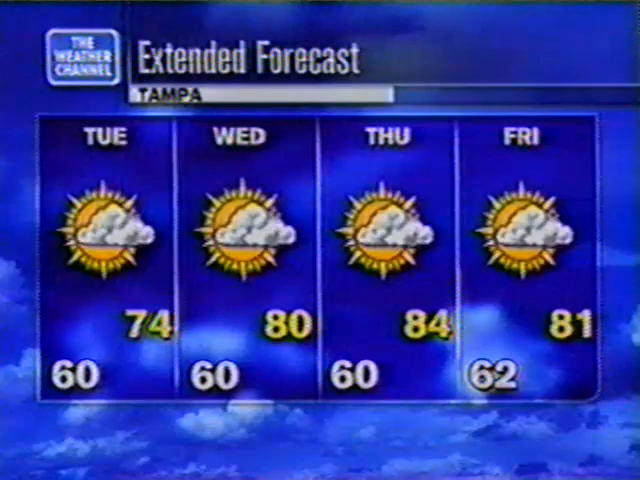 THE
WEATHER
CHANNEL
Extended Forecast
TAMPA
TUE WED THU FRI
74 80 84 81
60 60 60 62